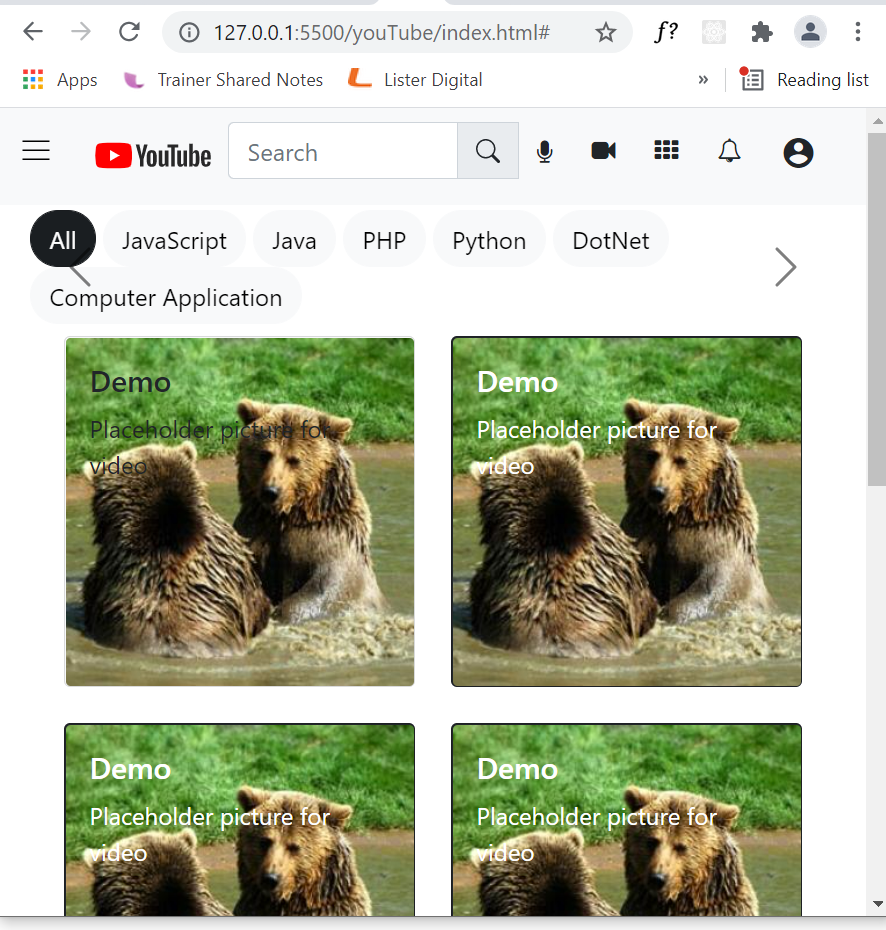 127.0.0.1:5500/youTube/index.html#
f?
Apps Trainer Shared Notes Lister Digital » Reading list
YouTube Search
All JavaScript Java PHP Python DotNet
Computer Application
Demo
Placeholder picture for
video
Demo
Placeholder picture for
video
Demo
Placeholder picture for
video
Demo
Placeholder picture for
video